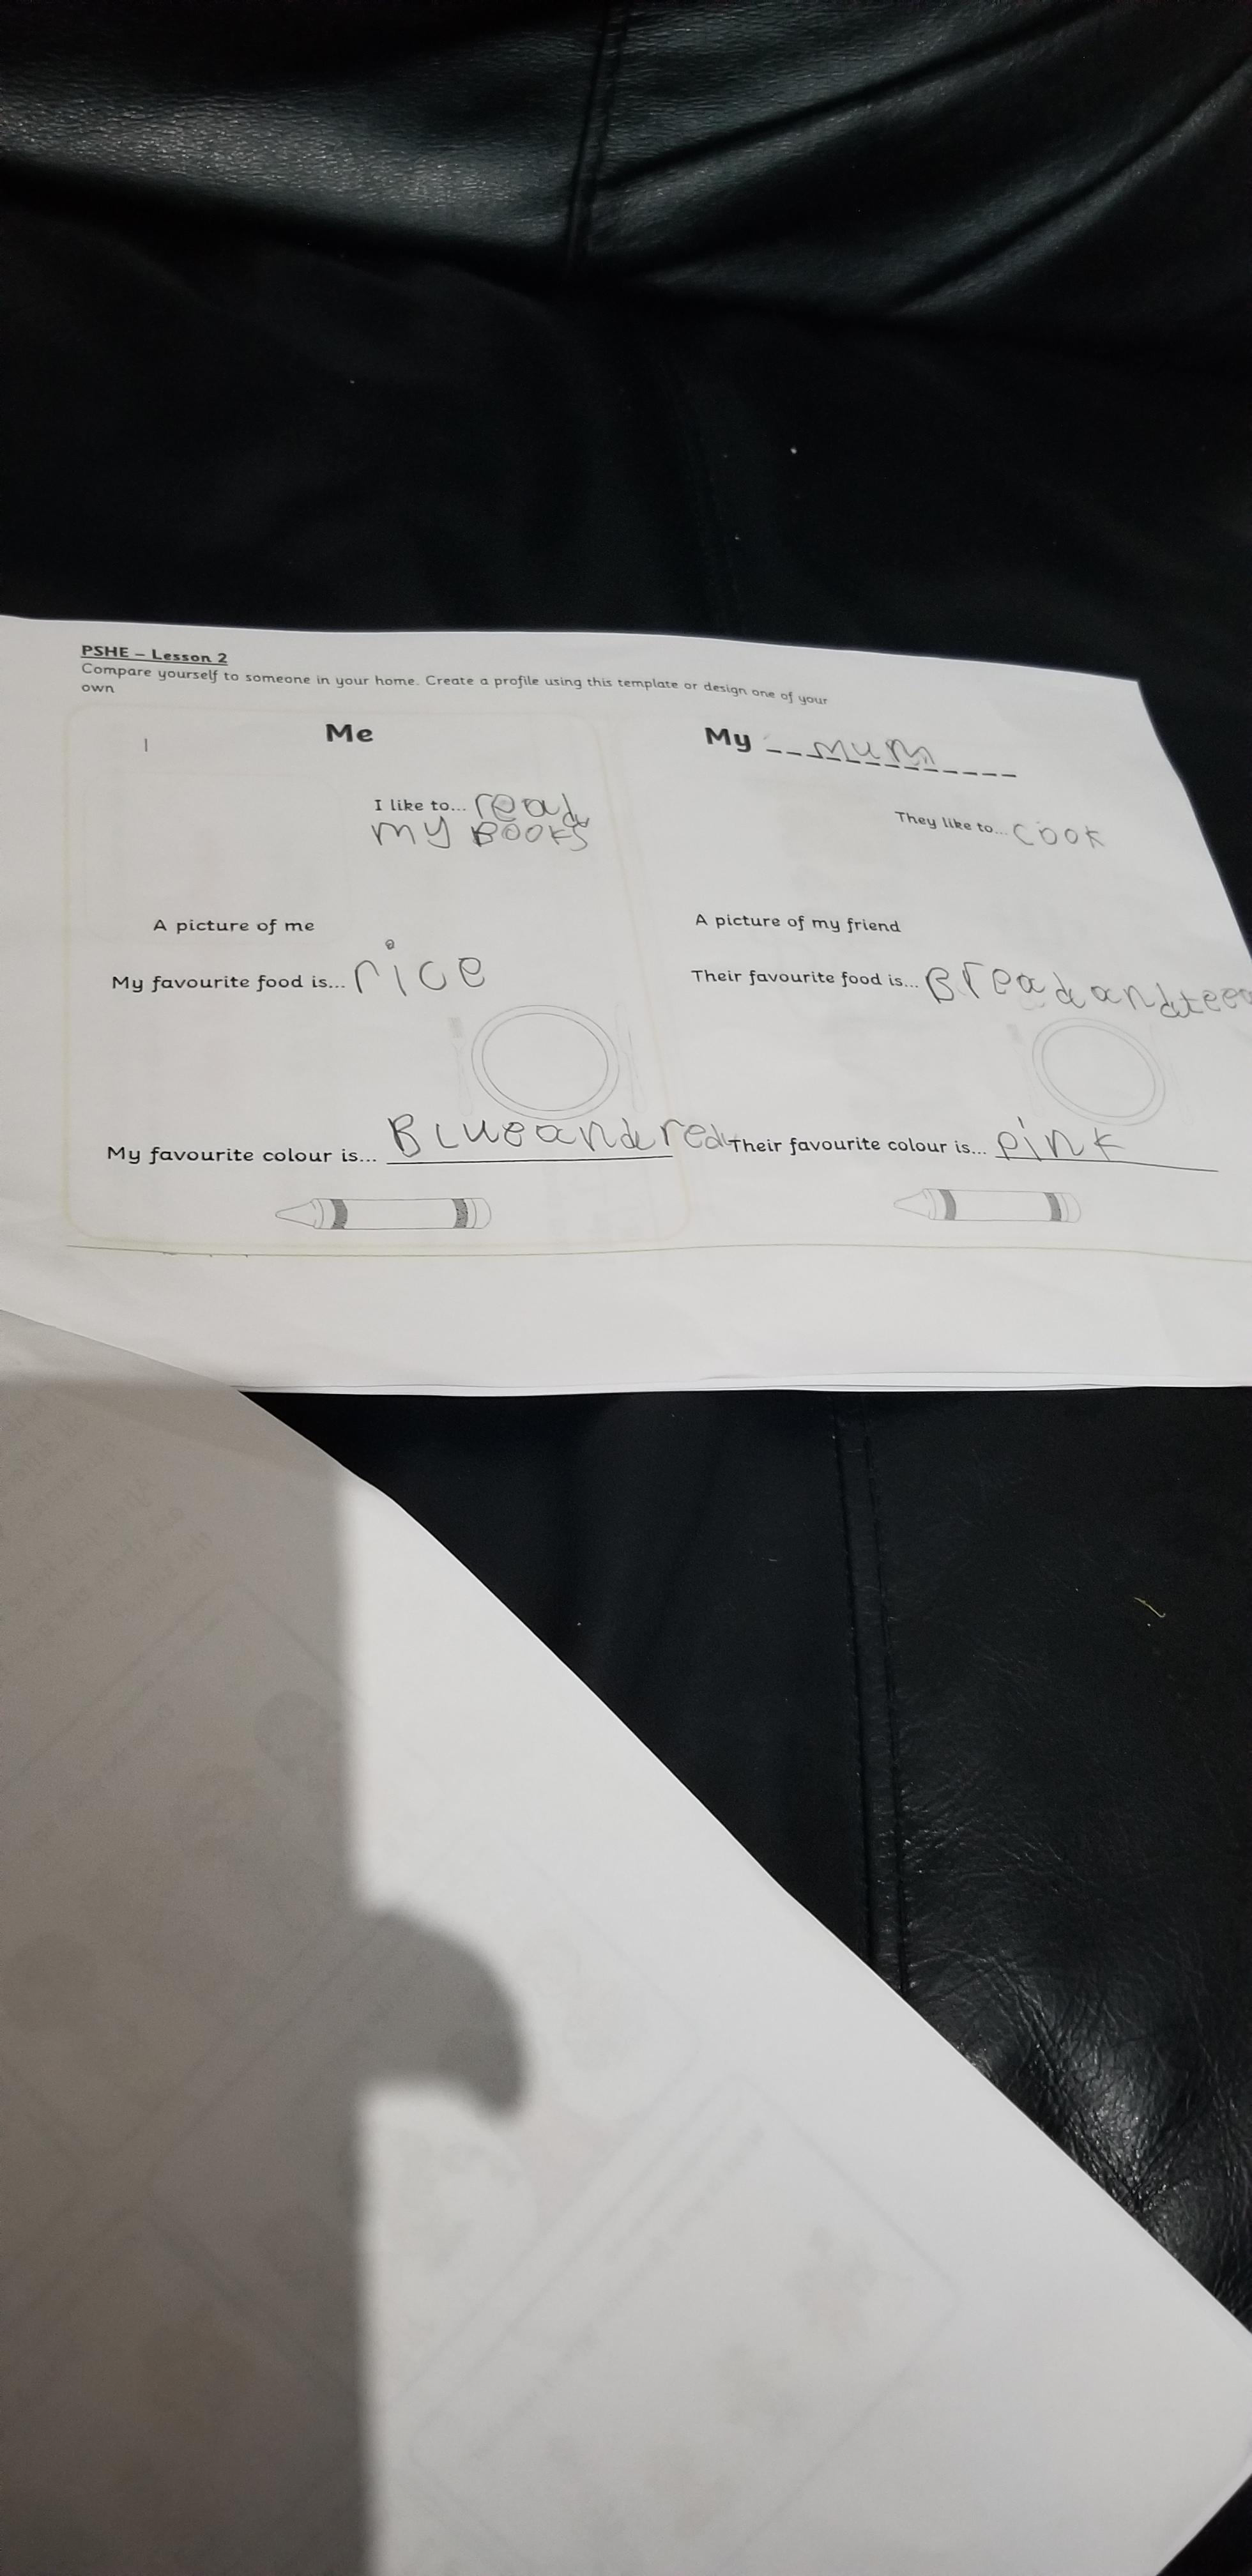 PSHE – Lesson 2
Compare yourself to someone in your home. Create a profile using this template or design one of your
own
Me
I like to... read
my Books
A picture of me
My favourite food is... rice
My favourite colour is... Blue and red
My mum
They like to... cook
A picture of my friend
Their favourite food is... Bread and
Their favourite colour is... pink